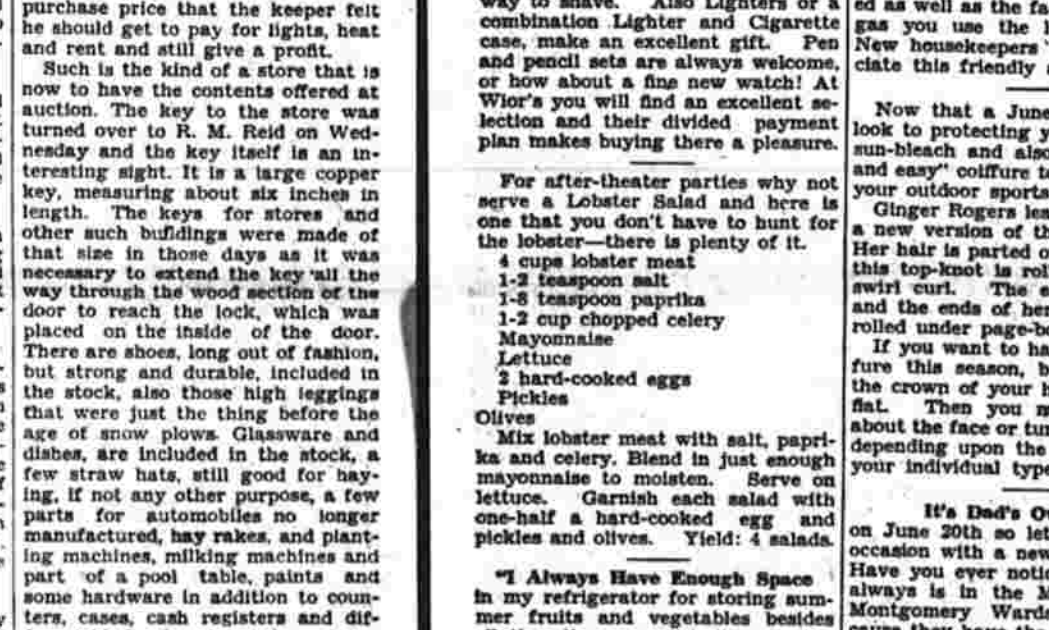 purchase price that the keeper felt
he should get to pay for lights, heat
and rent and still give a profit.
Such is the kind of a store that is
now to have the contents offered at
auction. The key to the store was
turned over to R. M. Reid on Wed-
nesday and the key itself is an in-
teresting sight. It is a large copper
key, measuring about six inches in
length. The keys for stores and
other such buildings were made of
that size in those days as it was
necessary to extend the key all the
way through the wood section of the
door to reach the lock, which was
placed on the inside of the door.
There are shoes, long out of fashion,
but strong and durable, included in
the stock, also those high leggings
that were just the thing before the
age of snow plows. Glassware and
dishes, are included in the stock, a
few straw hats, still good for hay-
ing, if not any other purpose, a few
parts for automobiles no longer
manufactured, hay rakes, and plant-
ing machines, milking machines and
part of a pool table, paints and
some hardware in addition to coun-
ters, cases, cash registers and dif-
way to shave. Also Lighters or a
combination Lighter and Cigarette
case, make an excellent gift. Pen
and pencil sets are always welcome,
or how about a fine new watch! At
Wior's you will find an excellent se-
lection and their divided payment
plan makes buying there a pleasure.
For after-theater parties why not
serve a Lobster Salad and here is
one that you don't have to hunt for
the lobster—there is plenty of it.
4 cups lobster meat
1-2 teaspoon salt
1-8 teaspoon paprika
1-2 cup chopped celery
Mayonnaise
Lettuce
2 hard-cooked eggs
Pickles
Olives
Mix lobster meat with salt, papri-
ka and celery. Blend in just enough
mayonnaise to moisten. Serve on
lettuce. Garnish each salad with
one-half a hard-cooked egg and
pickles and olives. Yield: 4 salads.
"I Always Have Enough Space
in my refrigerator for storing sum-
mer fruits and vegetables besides
ed as well as the fa
gas you use the
New housekeepers
ciate this friendly
Now that a June
look to protecting y
sun-bleach and also
and easy" coiffure to
your outdoor sports
Ginger Rogers lea
a new version of th
Her hair is parted o
this top-knot is rol
swirl curl. The e
and the ends of her
rolled under page-bo
If you want to ha
fure this season, b
the crown of your h
flat. Then you m
about the face or tur
depending upon the
your individual type
It's Dad's O
on June 20th so let
occasion with a new
Have you ever notic
always is in the M
Montgomery Ward
cause they have the